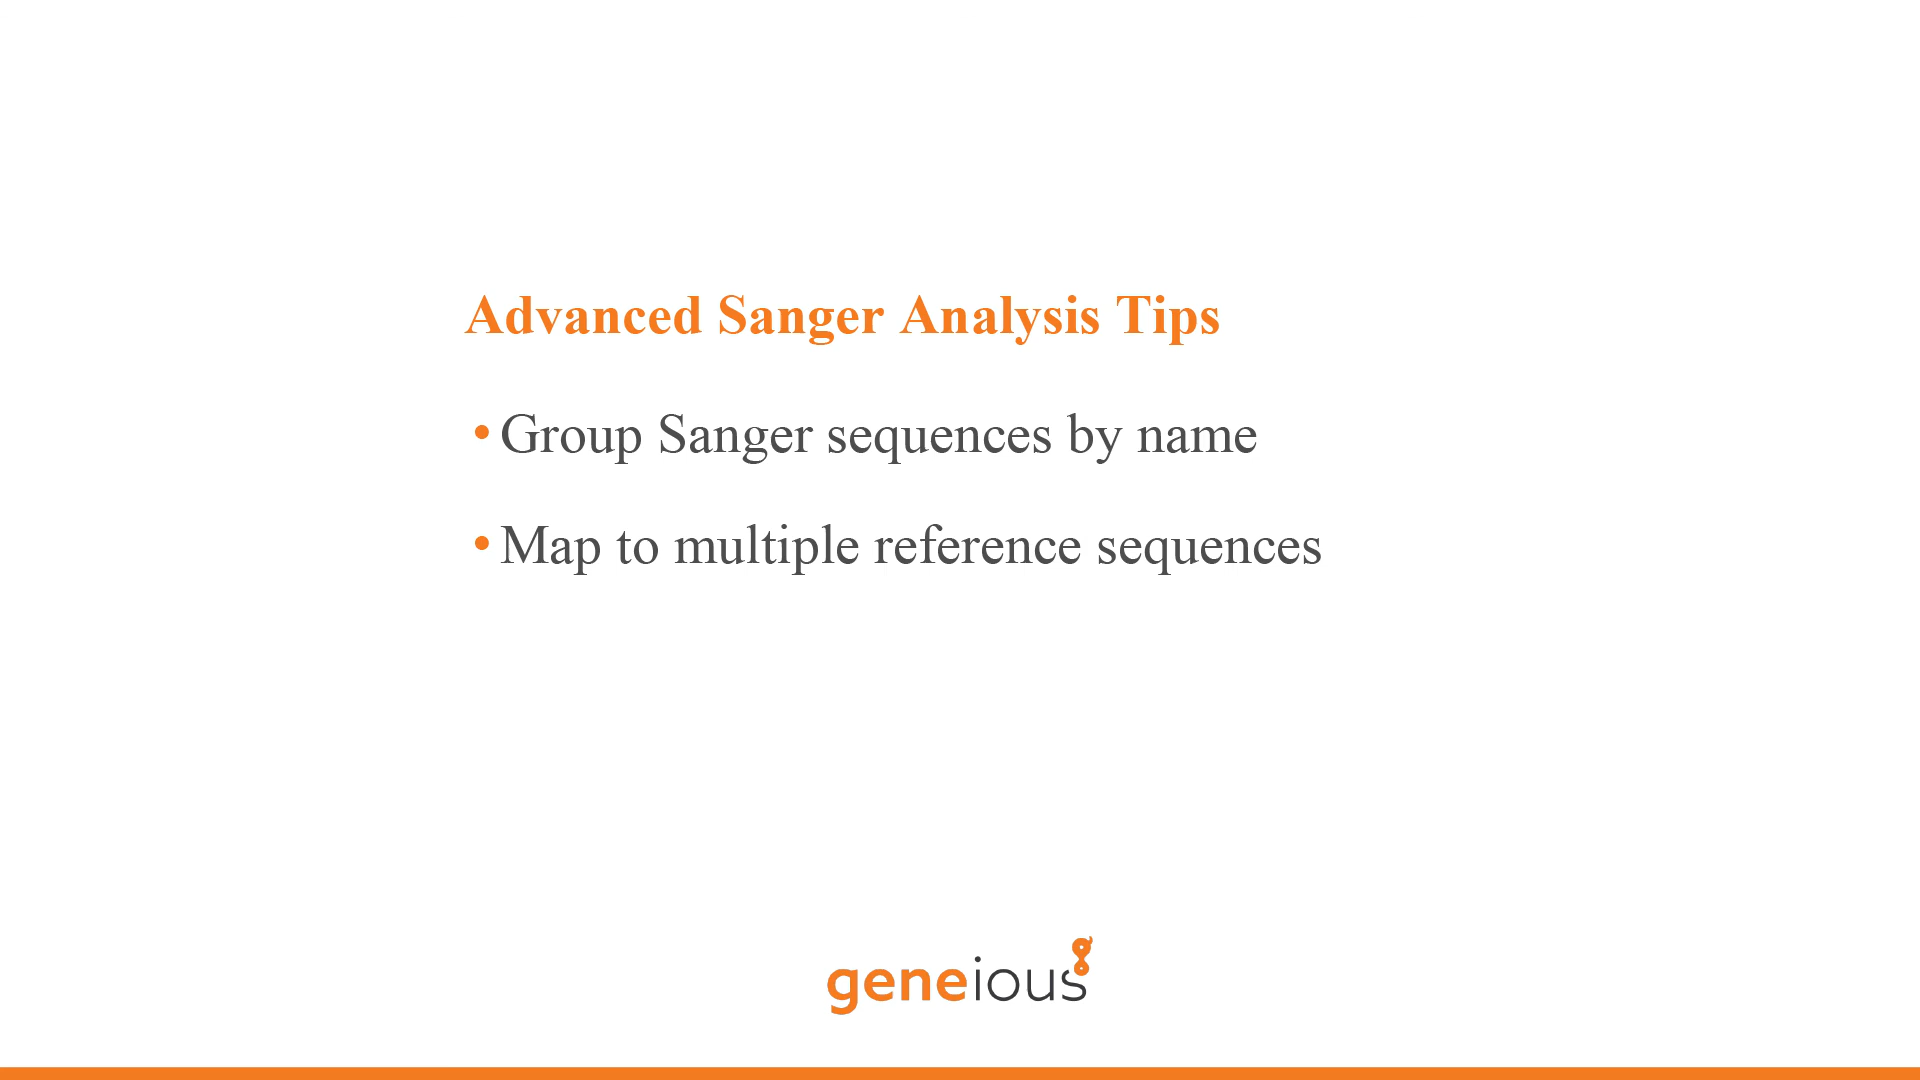 Advanced Sanger Analysis Tips
• Group Sanger sequences by name
• Map to multiple reference sequences
geneious